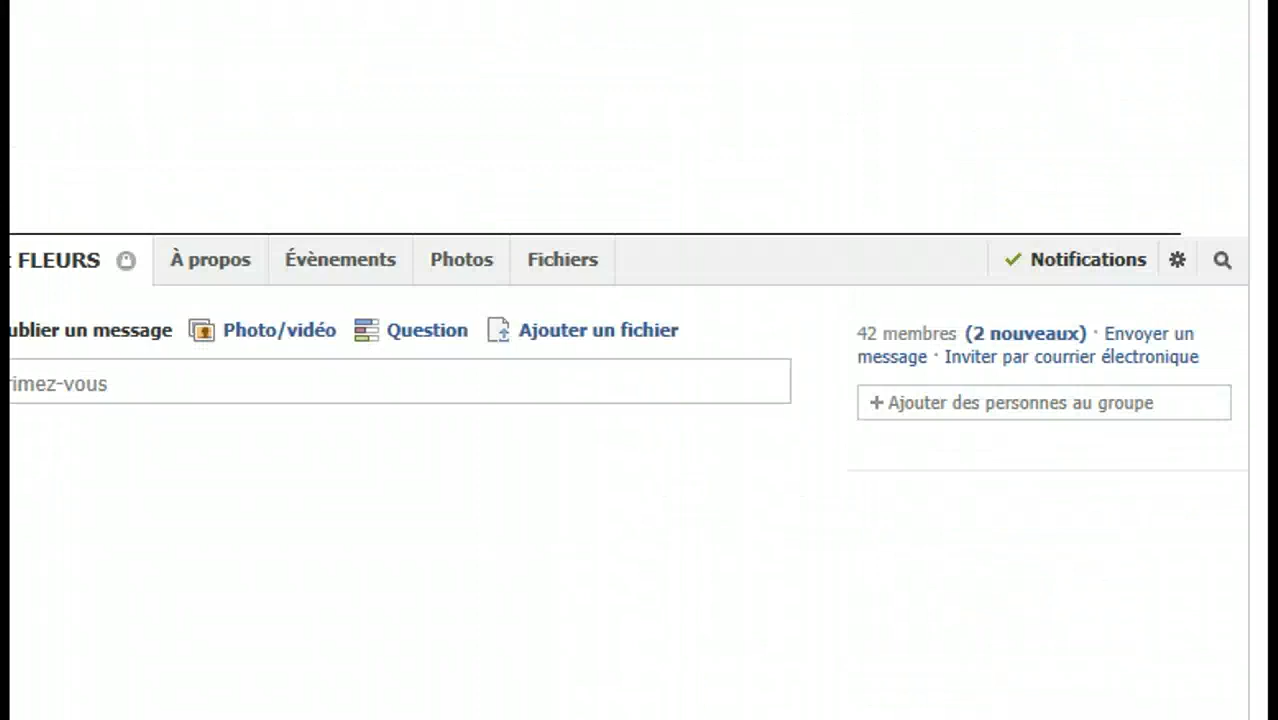 FLEURS À propos Évènements Photos Fichiers Notifications
ublier un message Photo/vidéo Question Ajouter un fichier
rimez-vous
42 membres (2 nouveaux) · Envoyer un
message · Inviter par courrier électronique
+ Ajouter des personnes au groupe